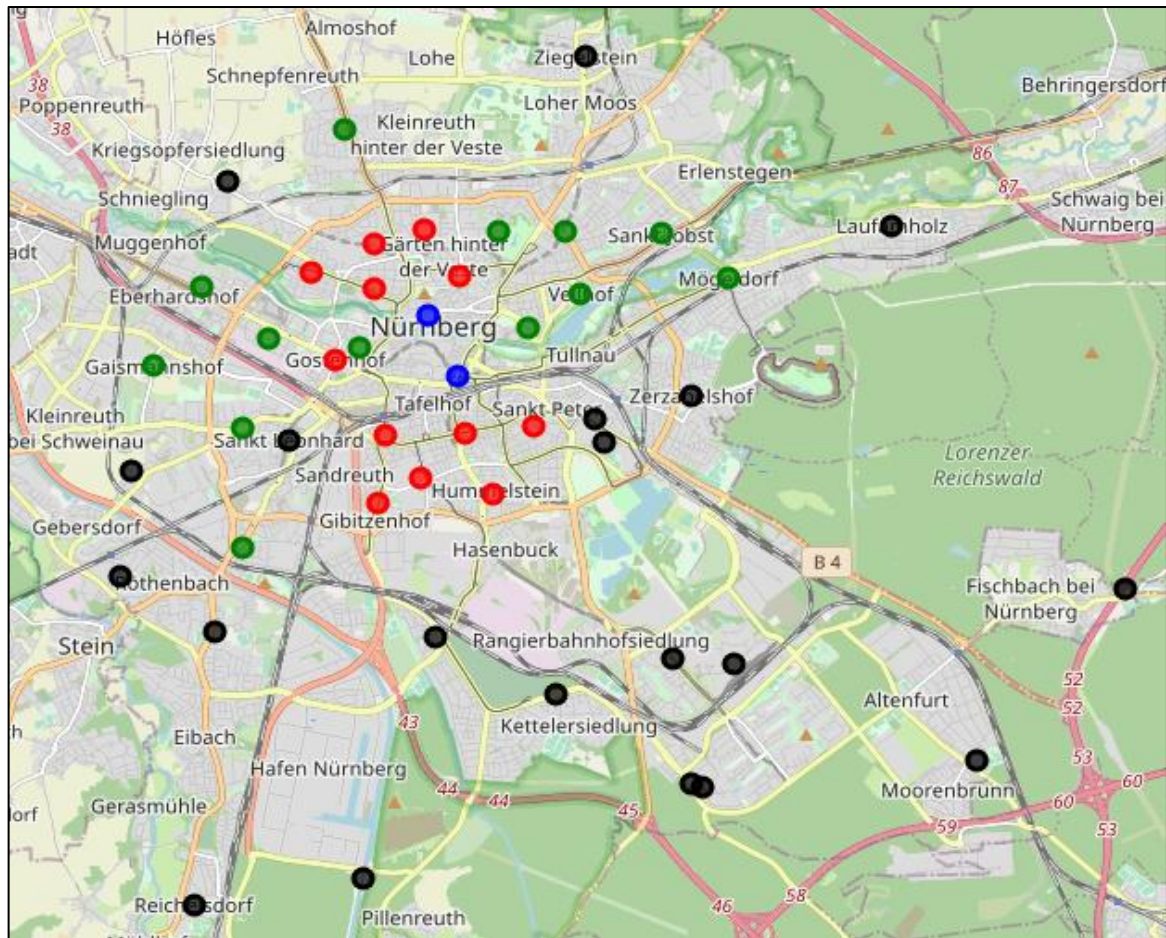 Höfles
Almoshof
38
Schnepfenreuth
Lohe
Ziegelstein
Behringersdorf
Poppenreuth
38
Loher Moos
Kleinreuth
hinter der Veste
Kriegsopfersiedlung
86
Erlenstegen
87
Schniegling
Schwaig bei
Nürnberg
Muggenhof
Gärten hinter
der Veste
Sankt Jobst
Laufamholz
adt
Eberhardshof
Mögeldorf
Veilhof
Nürnberg
Gaismannshof
Gostenhof
Tullnau
Tafelhof
Zerzabelshof
Kleinreuth
bei Schweinau
Sankt Leonhard
Sankt Peter
Lorenzer
Reichswald
Sandreuth
Hummelstein
Gebersdorf
Gibitzenhof
Hasenbuck
B 4
Röthenbach
Fischbach bei
Nürnberg
Stein
Rangierbahnhofsiedlung
52
Altenfurt
52
43
Kettelersiedlung
Eibach
53
Hafen Nürnberg
44
44
60
Moorenbrunn
60
Gerasmühle
45
59
dorf
53
58
Reichelsdorf
46
Pillenreuth